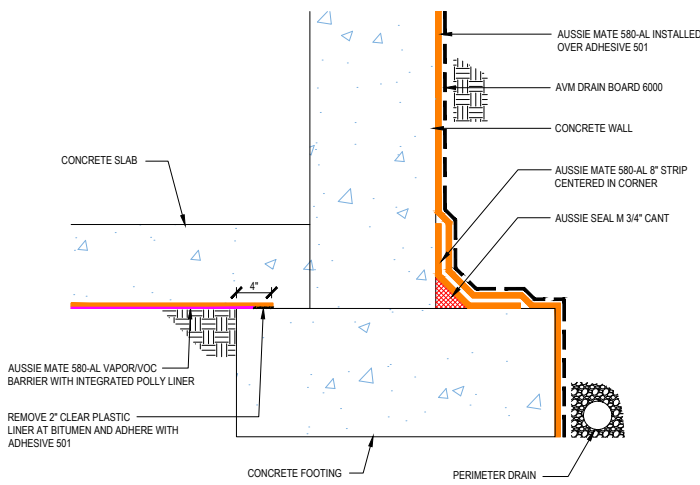 AUSSIE MATE 580-AL INSTALLED
OVER ADHESIVE 501
AVM DRAIN BOARD 6000
CONCRETE WALL
CONCRETE SLAB
AUSSIE MATE 580-AL 8" STRIP
CENTERED IN CORNER
AUSSIE SEAL M 3/4" CANT
4"
AUSSIE MATE 580-AL VAPOR/VOC
BARRIER WITH INTEGRATED POLLY LINER
REMOVE 2" CLEAR PLASTIC
LINER AT BITUMEN AND ADHERE WITH
ADHESIVE 501
CONCRETE FOOTING
PERIMETER DRAIN